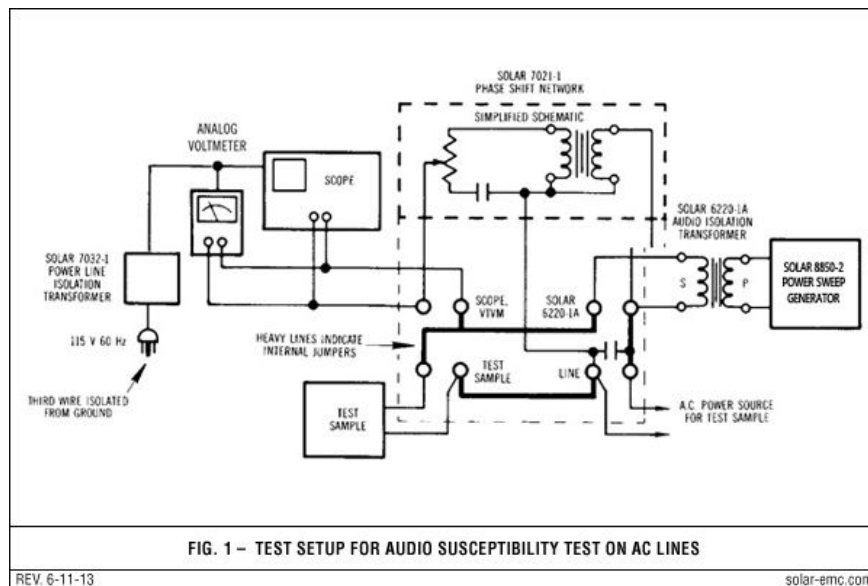 SOLAR 7021-1
PHASE SHIFT NETWORK
SIMPLIFIED SCHEMATIC
ANALOG
VOLTMETER
SCOPE
SOLAR 6220-1A
AUDIO ISOLATION
TRANSFORMER
SOLAR 7032-1
POWER LINE
ISOLATION
TRANSFORMER
S
P
SOLAR 8850-2
POWER SWEEP
GENERATOR
SCOPE,
VTVM
SOLAR
6220-1A
115 V 60 Hz
HEAVY LINES INDICATE
INTERNAL JUMPERS
TEST
SAMPLE
LINE
THIRD WIRE ISOLATED
FROM GROUND
TEST
SAMPLE
A.C. POWER SOURCE
FOR TEST SAMPLE
FIG. 1 – TEST SETUP FOR AUDIO SUSCEPTIBILITY TEST ON AC LINES
REV. 6-11-13
solar-emc.com